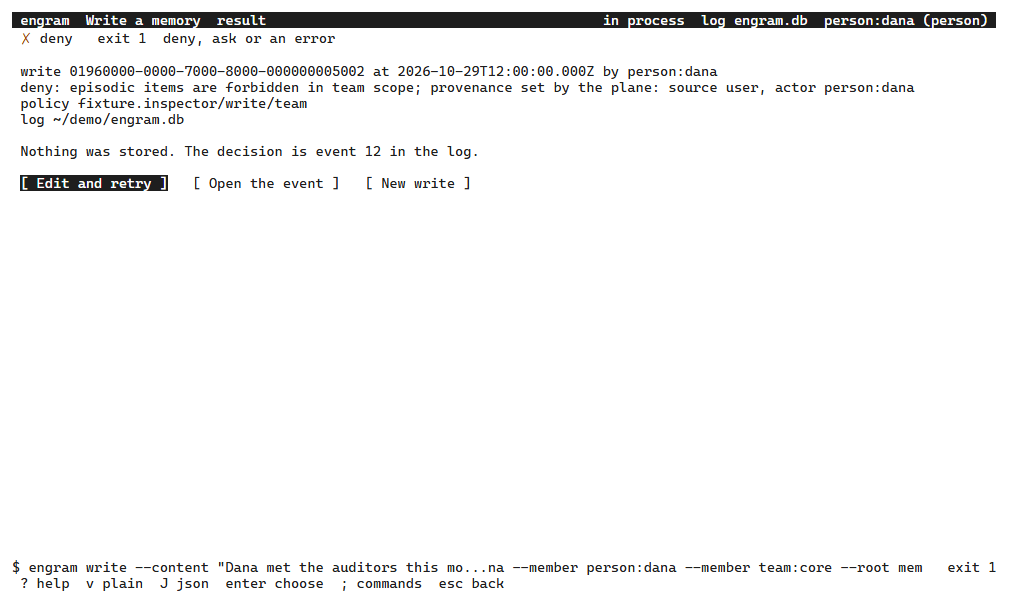 engram  Write a memory  result                                         in process  log engram.db  person:dana (person)
✗ deny   exit 1  deny, ask or an error
write 01960000-0000-7000-8000-000000005002 at 2026-10-29T12:00:00.000Z by person:dana
deny: episodic items are forbidden in team scope; provenance set by the plane: source user, actor person:dana
policy fixture.inspector/write/team
log ~/demo/engram.db
Nothing was stored. The decision is event 12 in the log.
[ Edit and retry ]   [ Open the event ]   [ New write ]
$ engram write --content "Dana met the auditors this mo...na --member person:dana --member team:core --root mem   exit 1
? help  v plain  J json  enter choose  ; commands  esc back